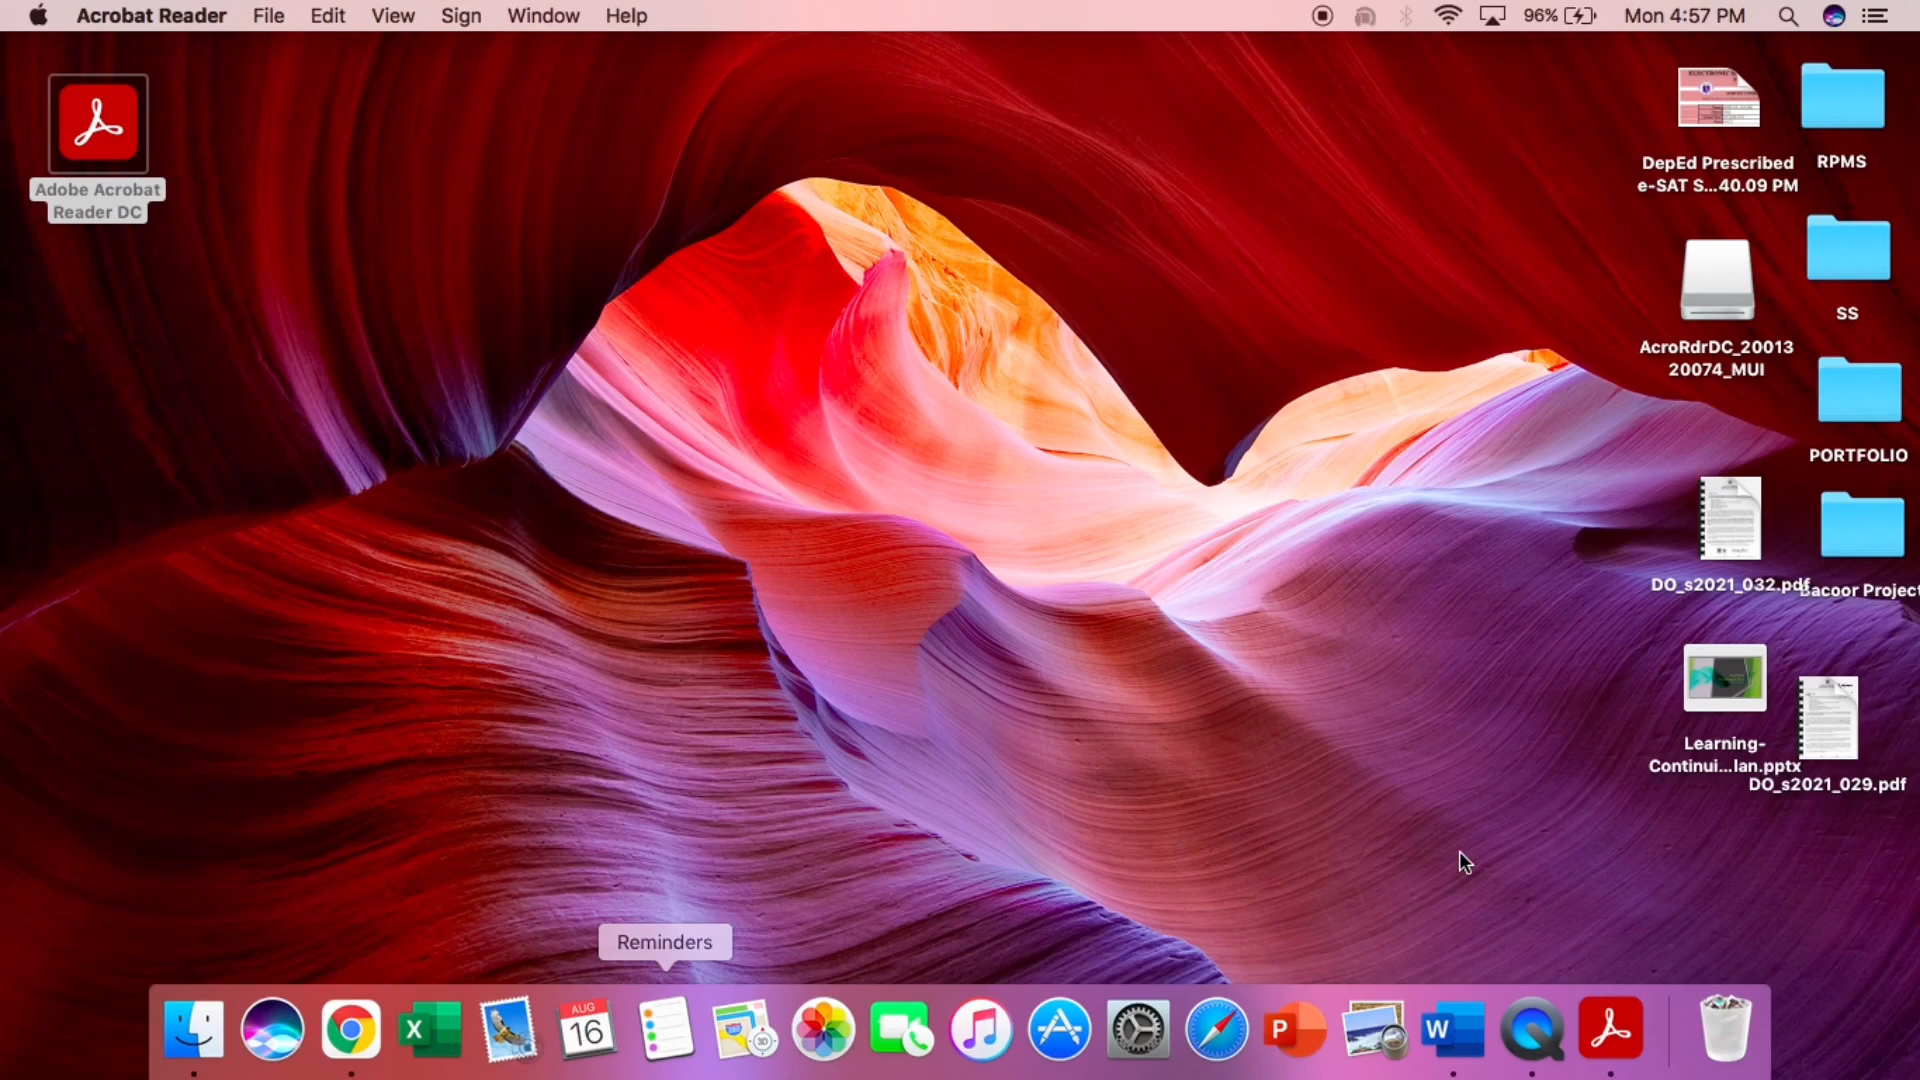 Acrobat Reader File Edit View Sign Window Help 96% Mon 4:57 PM
Adobe Acrobat
Reader DC
ELECTRONIC S
DepEd Prescribed
e-SAT S...40.09 PM
RPMS
SS
AcroRdrDC_20013
20074_MUI
PORTFOLIO
DO_s2021_032.pdf
Bacoor Project
Learning-
Continui...lan.pptx
DO_s2021_029.pdf
Reminders
X
AUG
16
3D
P
W